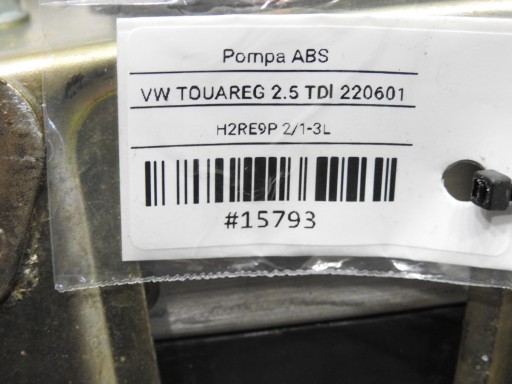 Pompa ABS
VW TOUAREG 2.5 TDI 220601
H2RE9P 2/1-3L
#15793